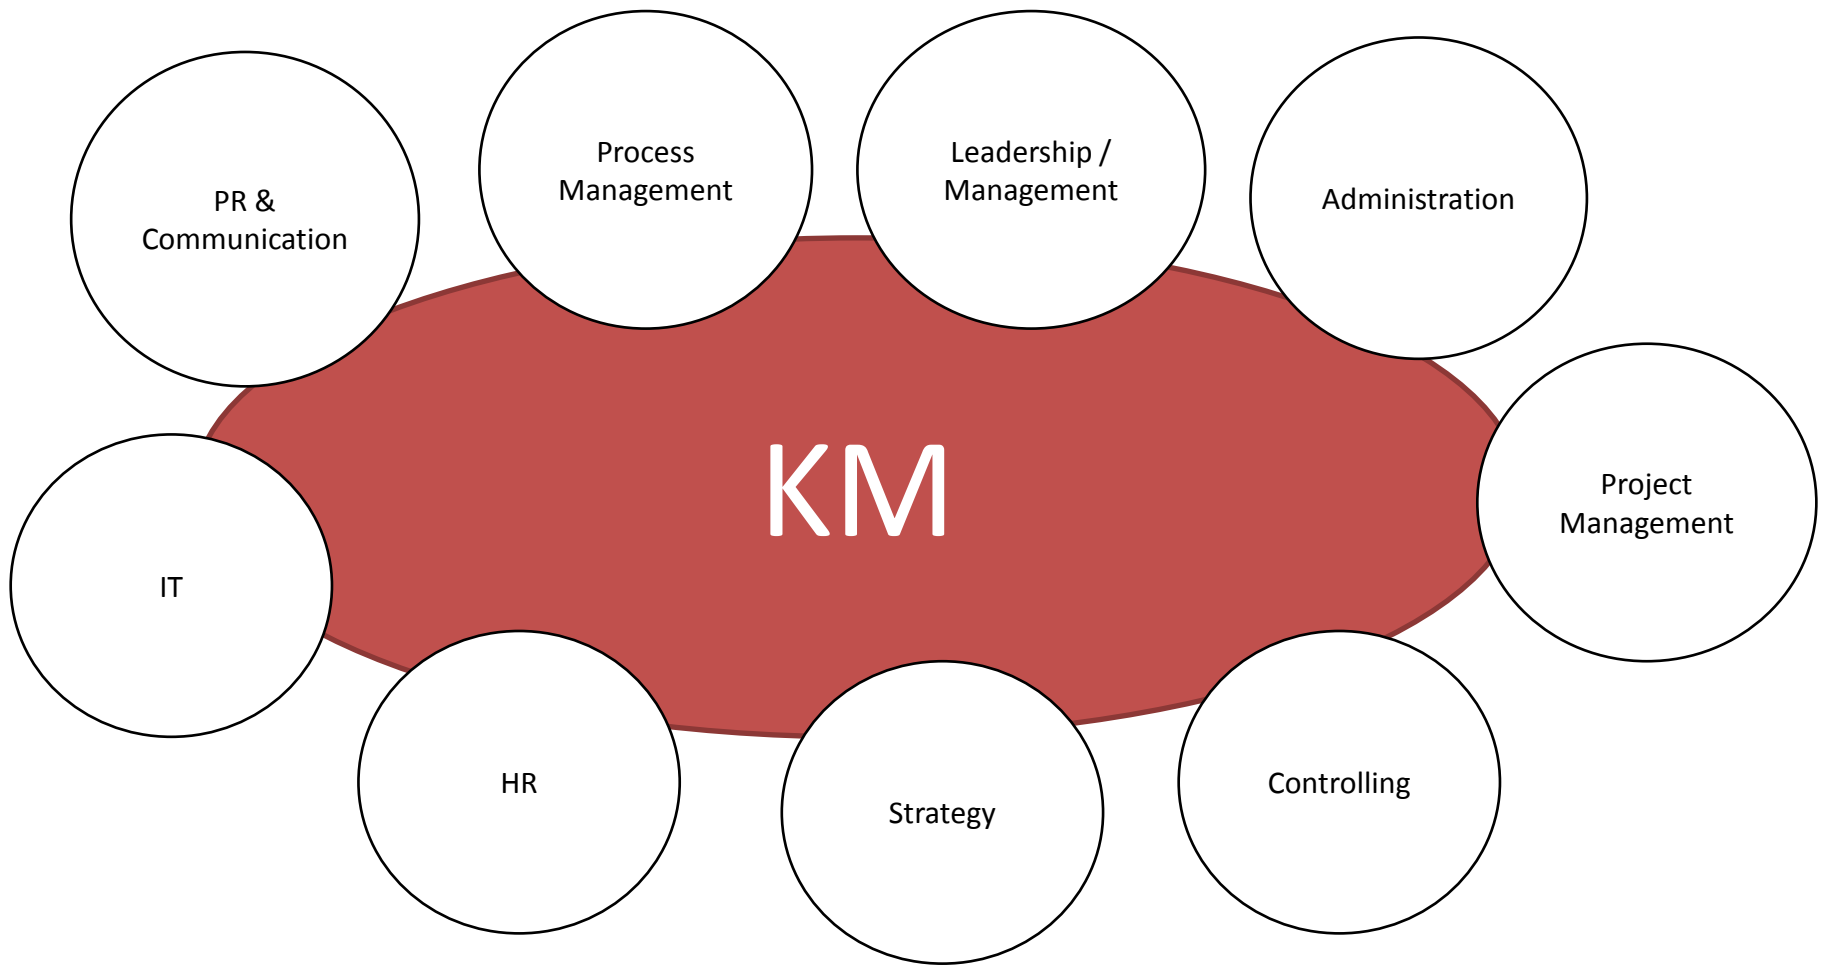 Process
Management
Leadership /
Management
PR &
Communication
Administration
KM
Project
Management
IT
HR
Strategy
Controlling